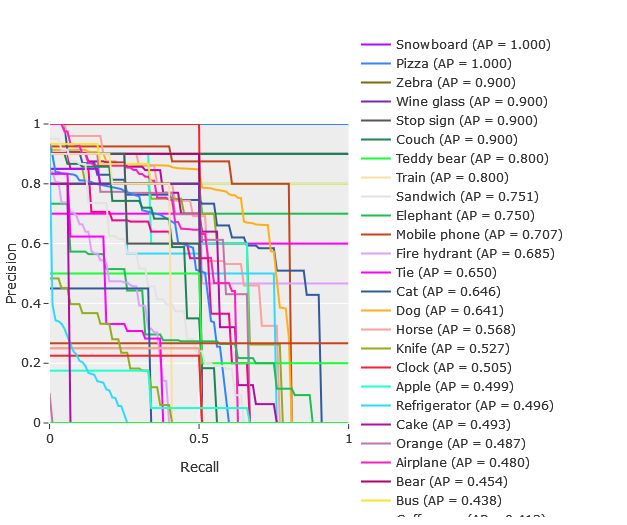 Snowboard (AP = 1.000)
Pizza (AP = 1.000)
Zebra (AP = 0.900)
Wine glass (AP = 0.900)
Stop sign (AP = 0.900)
Couch (AP = 0.900)
Teddy bear (AP = 0.800)
Train (AP = 0.800)
Sandwich (AP = 0.751)
Elephant (AP = 0.750)
Mobile phone (AP = 0.707)
Fire hydrant (AP = 0.685)
Tie (AP = 0.650)
Cat (AP = 0.646)
Dog (AP = 0.641)
Horse (AP = 0.568)
Knife (AP = 0.527)
Clock (AP = 0.505)
Apple (AP = 0.499)
Refrigerator (AP = 0.496)
Cake (AP = 0.493)
Orange (AP = 0.487)
Airplane (AP = 0.480)
Bear (AP = 0.454)
Bus (AP = 0.438)
1
0.8
0.6
0.4
0.2
0
Precision
0
0.5
1
Recall